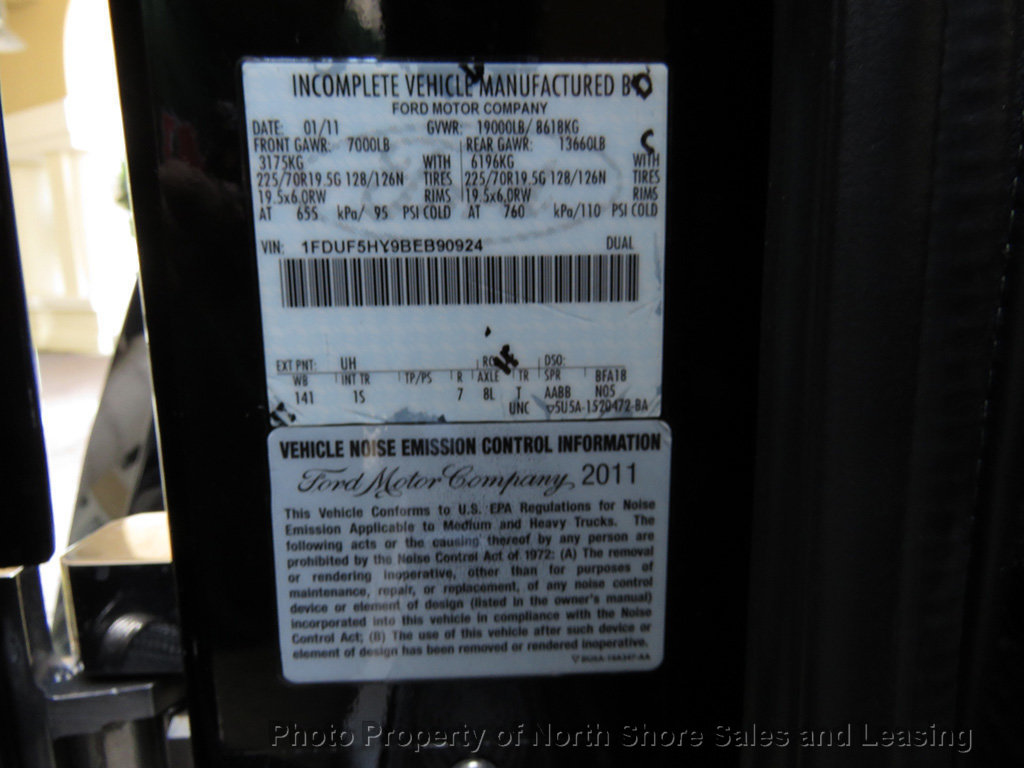 INCOMPLETE VEHICLE MANUFACTURED
FORD MOTOR COMPANY
DATE: 01/11 GVWR: 19000LB/ 8618KG
FRONT GAWR: 7000LB REAR GAWR: 13660LB
3175KG WITH 6196KG WITH
225/70R19.5G 128/126N TIRES 225/70R19.5G 128/126N TIRES
19.5x6.0RW RIMS 19.5x6.0RW RIMS
AT 655 kPa/ 95 PSI COLD AT 760 kPa/110 PSI COLD
VIN: 1FDUF5HY9BEB90924 DUAL
EXT PNT: UH DSO:
WB INT TR TP/PS R AXLE TR SPR BFA18
141 1S 7 8L T AABB N05
UNC 5U5A-1520472-BA
VEHICLE NOISE EMISSION CONTROL INFORMATION
Ford Motor Company 2011
This Vehicle Conforms to U.S. EPA Regulations for Noise
Emission Applicable to Medium and Heavy Trucks. The
following acts or the causing thereof by any person are
prohibited by the Noise Control Act of 1972: (A) The removal
or rendering inoperative, other than for purposes of
maintenance, repair, or replacement, of any noise control
device or element of design (listed in the owner's manual)
incorporated into this vehicle in compliance with the Noise
Control Act; (B) The use of this vehicle after such device or
element of design has been removed or rendered inoperative.
Photo Property of North Shore Sales and Leasing